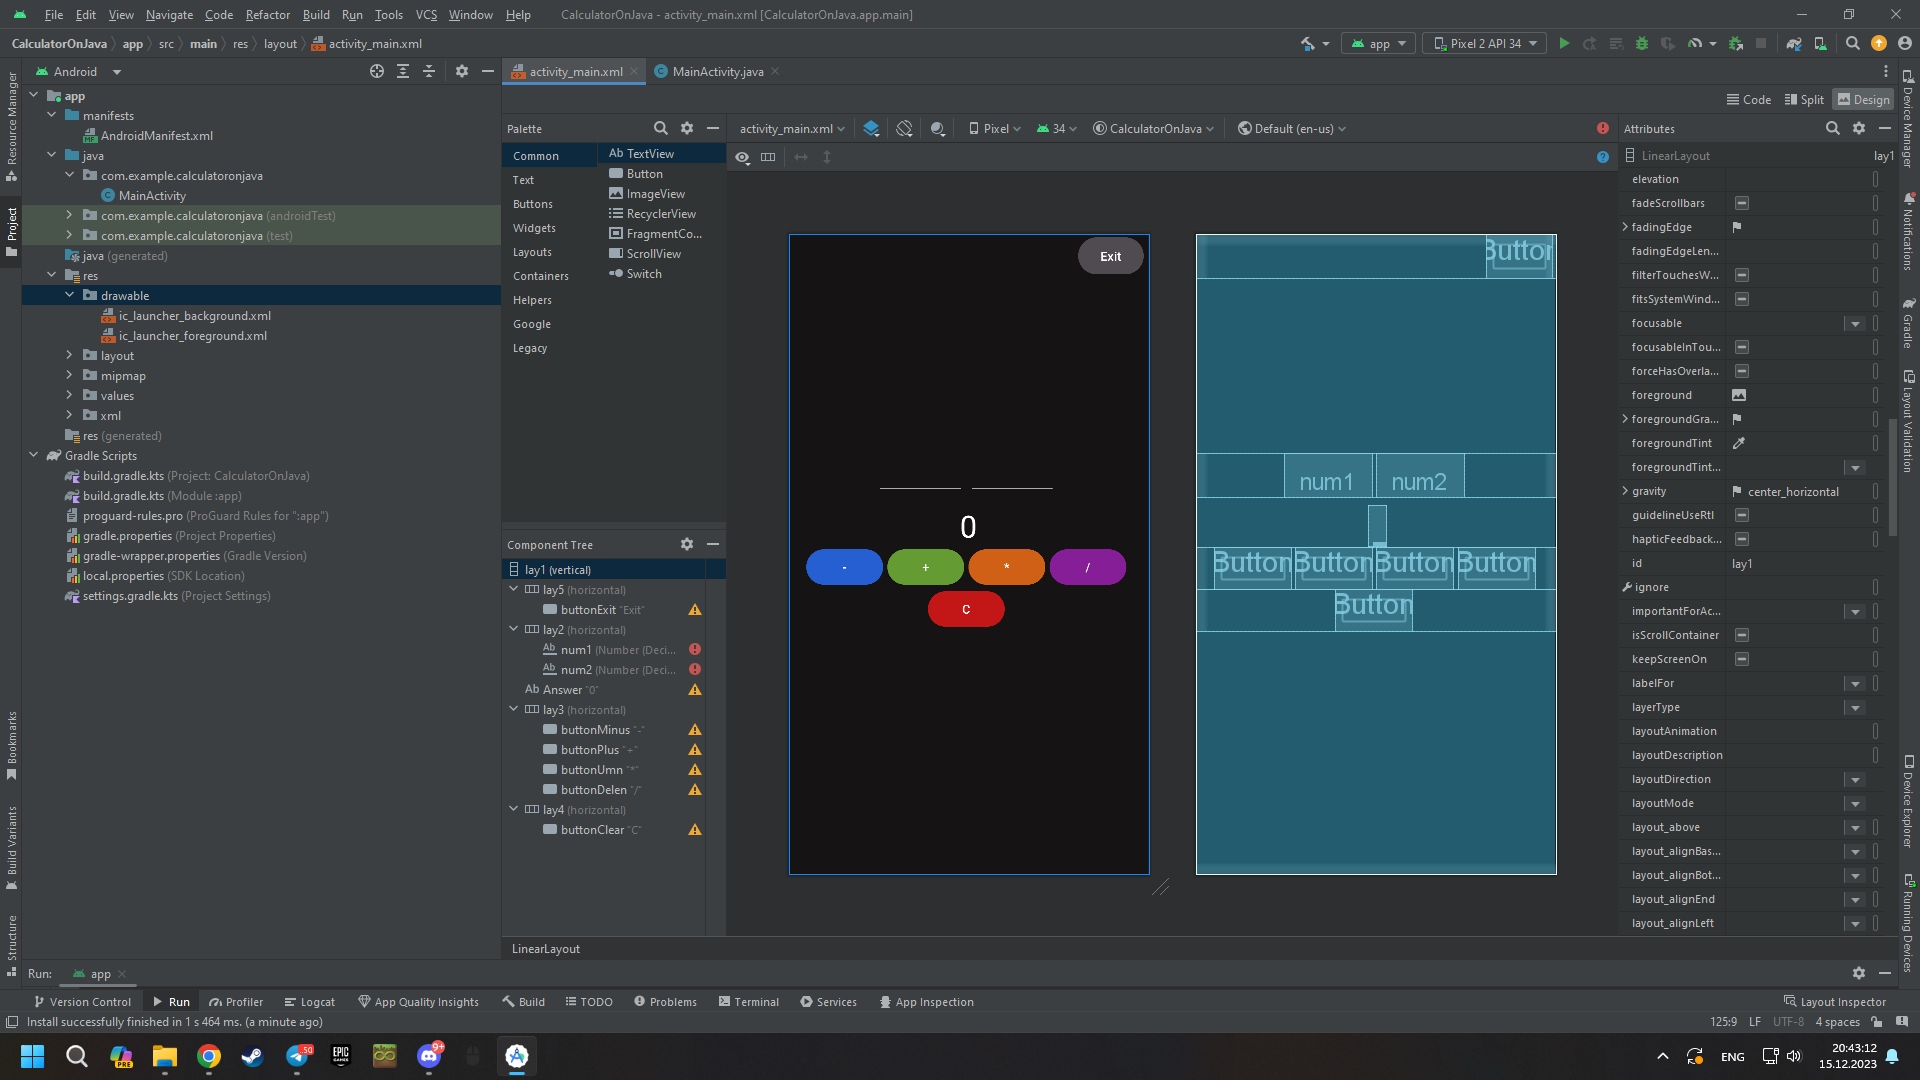 File Edit View Navigate Code Refactor Build Run Tools VCS Window Help CalculatorOnJava - activity_main.xml [CalculatorOnJava.app.main]
CalculatorOnJava app src main res layout activity_main.xml app Pixel 2 API 34
Android activity_main.xml MainActivity.java
Code Split Design
Resource Manager
Project
Bookmarks
Build Variants
Structure
app
manifests
AndroidManifest.xml
java
com.example.calculatoronjava
MainActivity
com.example.calculatoronjava (androidTest)
com.example.calculatoronjava (test)
java (generated)
res
drawable
ic_launcher_background.xml
ic_launcher_foreground.xml
layout
mipmap
values
xml
res (generated)
Gradle Scripts
build.gradle.kts (Project: CalculatorOnJava)
build.gradle.kts (Module :app)
proguard-rules.pro (ProGuard Rules for ":app")
gradle.properties (Project Properties)
gradle-wrapper.properties (Gradle Version)
local.properties (SDK Location)
settings.gradle.kts (Project Settings)
Palette
Common
Text
Buttons
Widgets
Layouts
Containers
Helpers
Google
Legacy
Ab TextView
Button
ImageView
RecyclerView
FragmentCo...
ScrollView
Switch
Component Tree
lay1 (vertical)
lay5 (horizontal)
buttonExit "Exit"
lay2 (horizontal)
Ab num1 (Number (Deci...
Ab num2 (Number (Deci...
Ab Answer "0"
lay3 (horizontal)
buttonMinus "-"
buttonPlus "+"
buttonUmn "*"
buttonDelen "/"
lay4 (horizontal)
buttonClear "C"
activity_main.xml Pixel 34 CalculatorOnJava Default (en-us)
Exit
0
- + * /
C
Button
num1 num2
Button Button Button Button
Button
LinearLayout
Attributes
LinearLayout lay1
elevation
fadeScrollbars
fadingEdge
fadingEdgeLen...
filterTouchesW...
fitsSystemWind...
focusable
focusableInTou...
forceHasOverla...
foreground
foregroundGra...
foregroundTint
foregroundTint...
gravity center_horizontal
guidelineUseRtl
hapticFeedback...
id lay1
ignore
importantForAc...
isScrollContainer
keepScreenOn
labelFor
layerType
layoutAnimation
layoutDescription
layoutDirection
layoutMode
layout_above
layout_alignBas...
layout_alignBot...
layout_alignEnd
layout_alignLeft
Device Manager
Notifications
Gradle
Layout Validation
Device Explorer
Running Devices
Run: app
Version Control Run Profiler Logcat App Quality Insights Build TODO Problems Terminal Services App Inspection Layout Inspector
Install successfully finished in 1 s 464 ms. (a minute ago) 125:9 LF UTF-8 4 spaces
PRE 50 EPIC GAMES 9+ ENG 20:43:12
15.12.2023